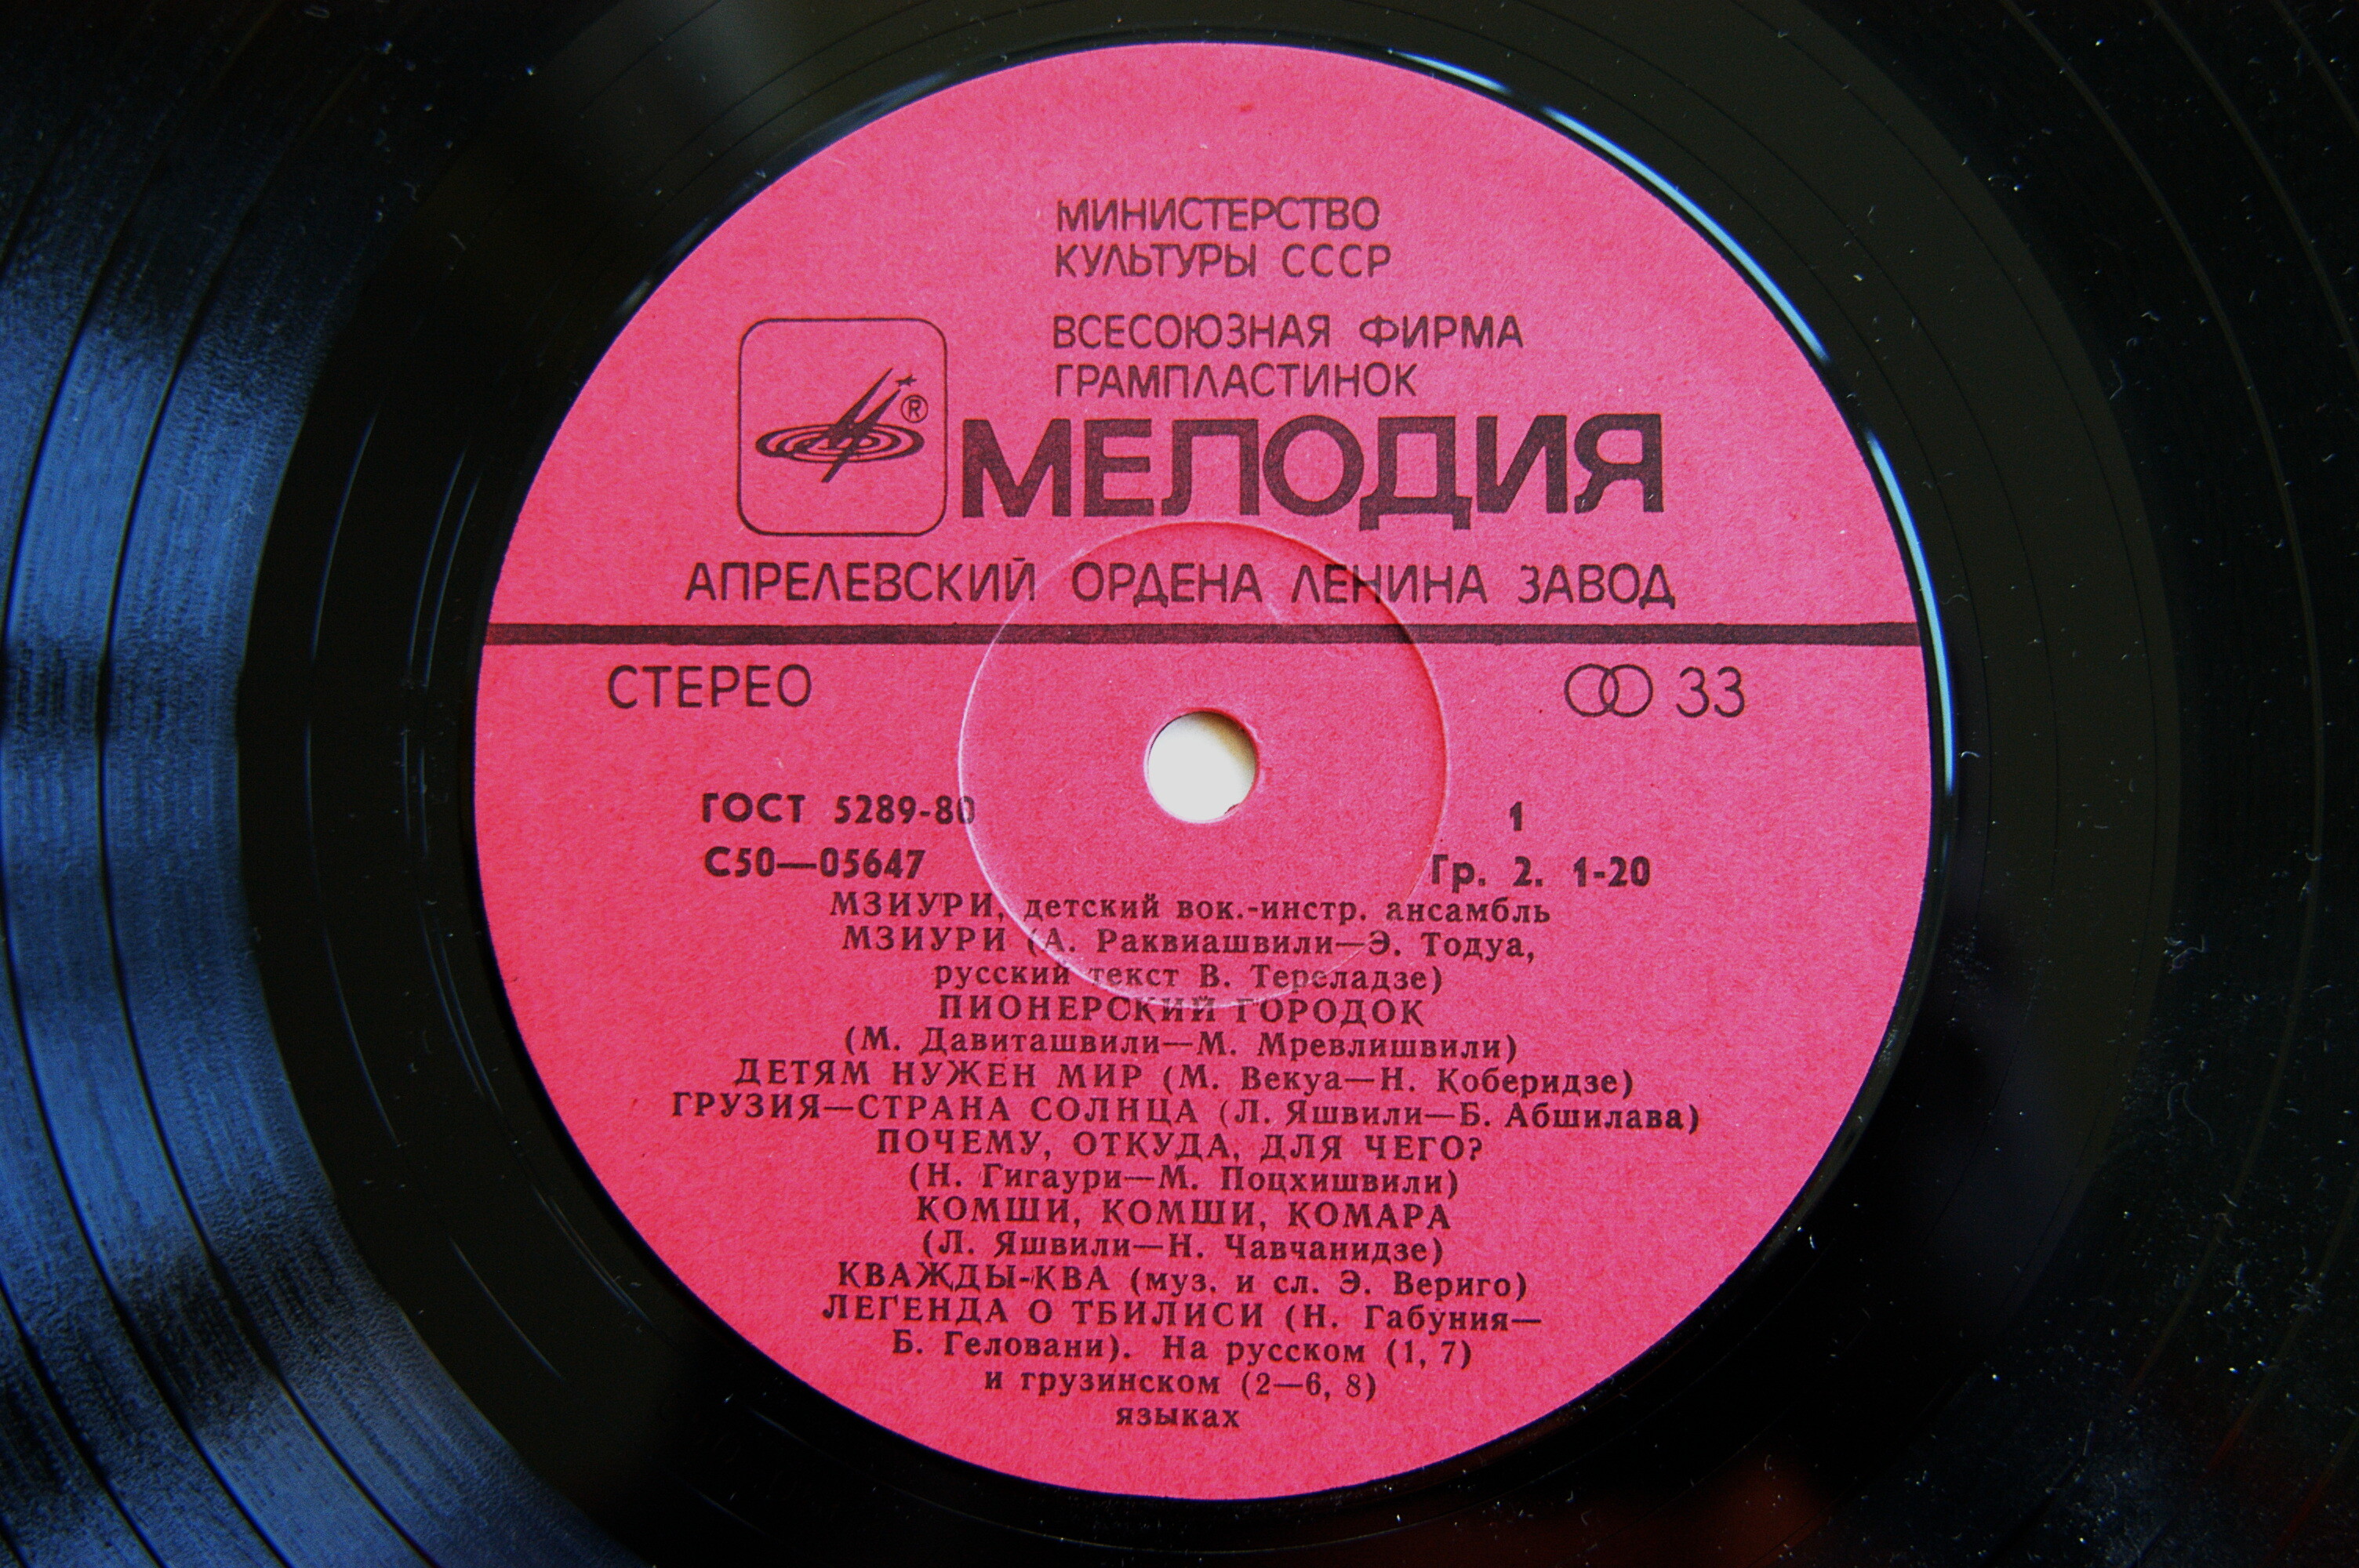 МИНИСТЕРСТВО
КУЛЬТУРЫ СССР
ВСЕСОЮЗНАЯ ФИРМА
ГРАМПЛАСТИНОК
®
МЕЛОДИЯ
АПРЕЛЕВСКИЙ ОРДЕНА ЛЕНИНА ЗАВОД
СТЕРЕО
33
ГОСТ 5289-80
1
С50—05647
Гр. 2. 1-20
МЗИУРИ, детский вок.-инстр. ансамбль
МЗИУРИ (А. Раквиашвили—Э. Тодуа,
русский текст В. Тереладзе)
ПИОНЕРСКИЙ ГОРОДОК
(М. Давиташвили—М. Мревлишвили)
ДЕТЯМ НУЖЕН МИР (М. Векуа—Н. Коберидзе)
ГРУЗИЯ—СТРАНА СОЛНЦА (Л. Яшвили—Б. Абшилава)
ПОЧЕМУ, ОТКУДА, ДЛЯ ЧЕГО?
(Н. Гигаури—М. Поцхишвили)
КОМШИ, КОМШИ, КОМАРА
(Л. Яшвили—Н. Чавчанидзе)
КВАЖДЫ-КВА (муз. и сл. Э. Вериго)
ЛЕГЕНДА О ТБИЛИСИ (Н. Габуния—
Б. Геловани). На русском (1, 7)
и грузинском (2—6, 8)
языках